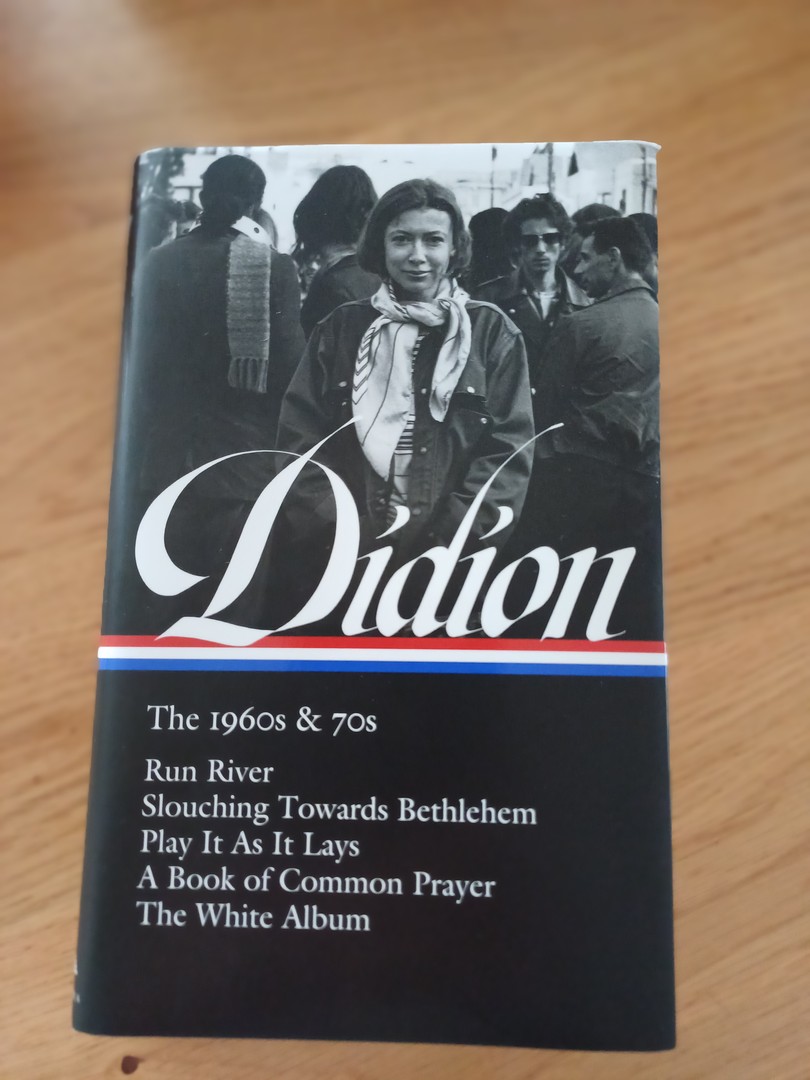 Didion
The 1960s & 70s
Run River
Slouching Towards Bethlehem
Play It As It Lays
A Book of Common Prayer
The White Album